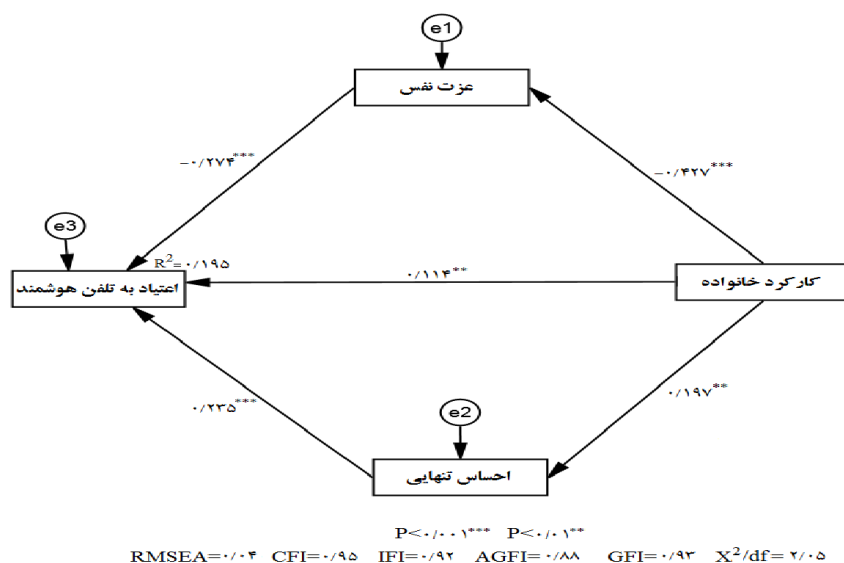 e1
عزت نفس
−۰/۲۷۴***
−۰/۴۲۷***
e3
R²=۰/۱۹۵
اعتیاد به تلفن هوشمند
۰/۱۱۴**
کارکرد خانواده
۰/۲۳۵***
۰/۱۹۷**
e2
احساس تنهایی
P<۰/۰۰۱*** P<۰/۰۱**
RMSEA=۰/۰۴ CFI=۰/۹۵ IFI=۰/۹۲ AGFI=۰/۸۸ GFI=۰/۹۳ X²/df=۲/۰۵